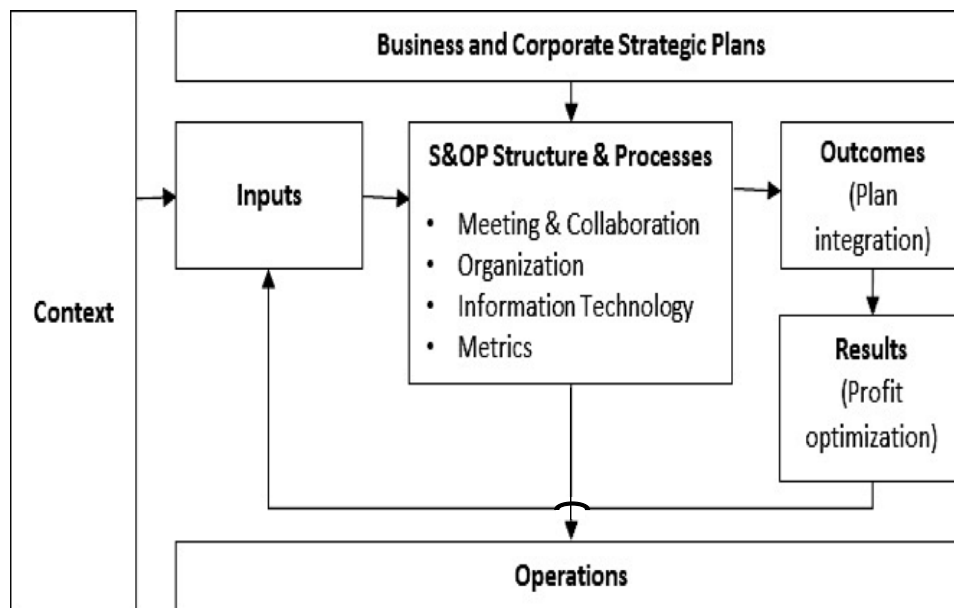 Business and Corporate Strategic Plans
Context
Inputs
S&OP Structure & Processes
• Meeting & Collaboration
• Organization
• Information Technology
• Metrics
Outcomes
(Plan
integration)
Results
(Profit
optimization)
Operations